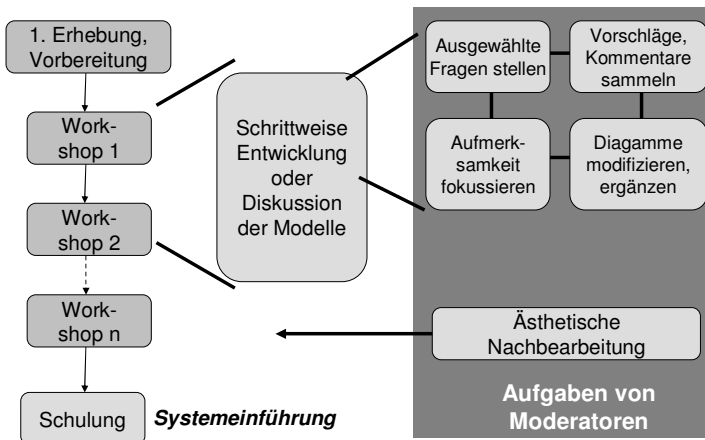 1. Erhebung,
Vorbereitung
Work-
shop 1
Work-
shop 2
Work-
shop n
Schulung
Systemeinführung
Schrittweise
Entwicklung
oder
Diskussion
der Modelle
Ausgewählte
Fragen stellen
Vorschläge,
Kommentare
sammeln
Aufmerk-
samkeit
fokussieren
Diagamme
modifizieren,
ergänzen
Ästhetische
Nachbearbeitung
Aufgaben von
Moderatoren